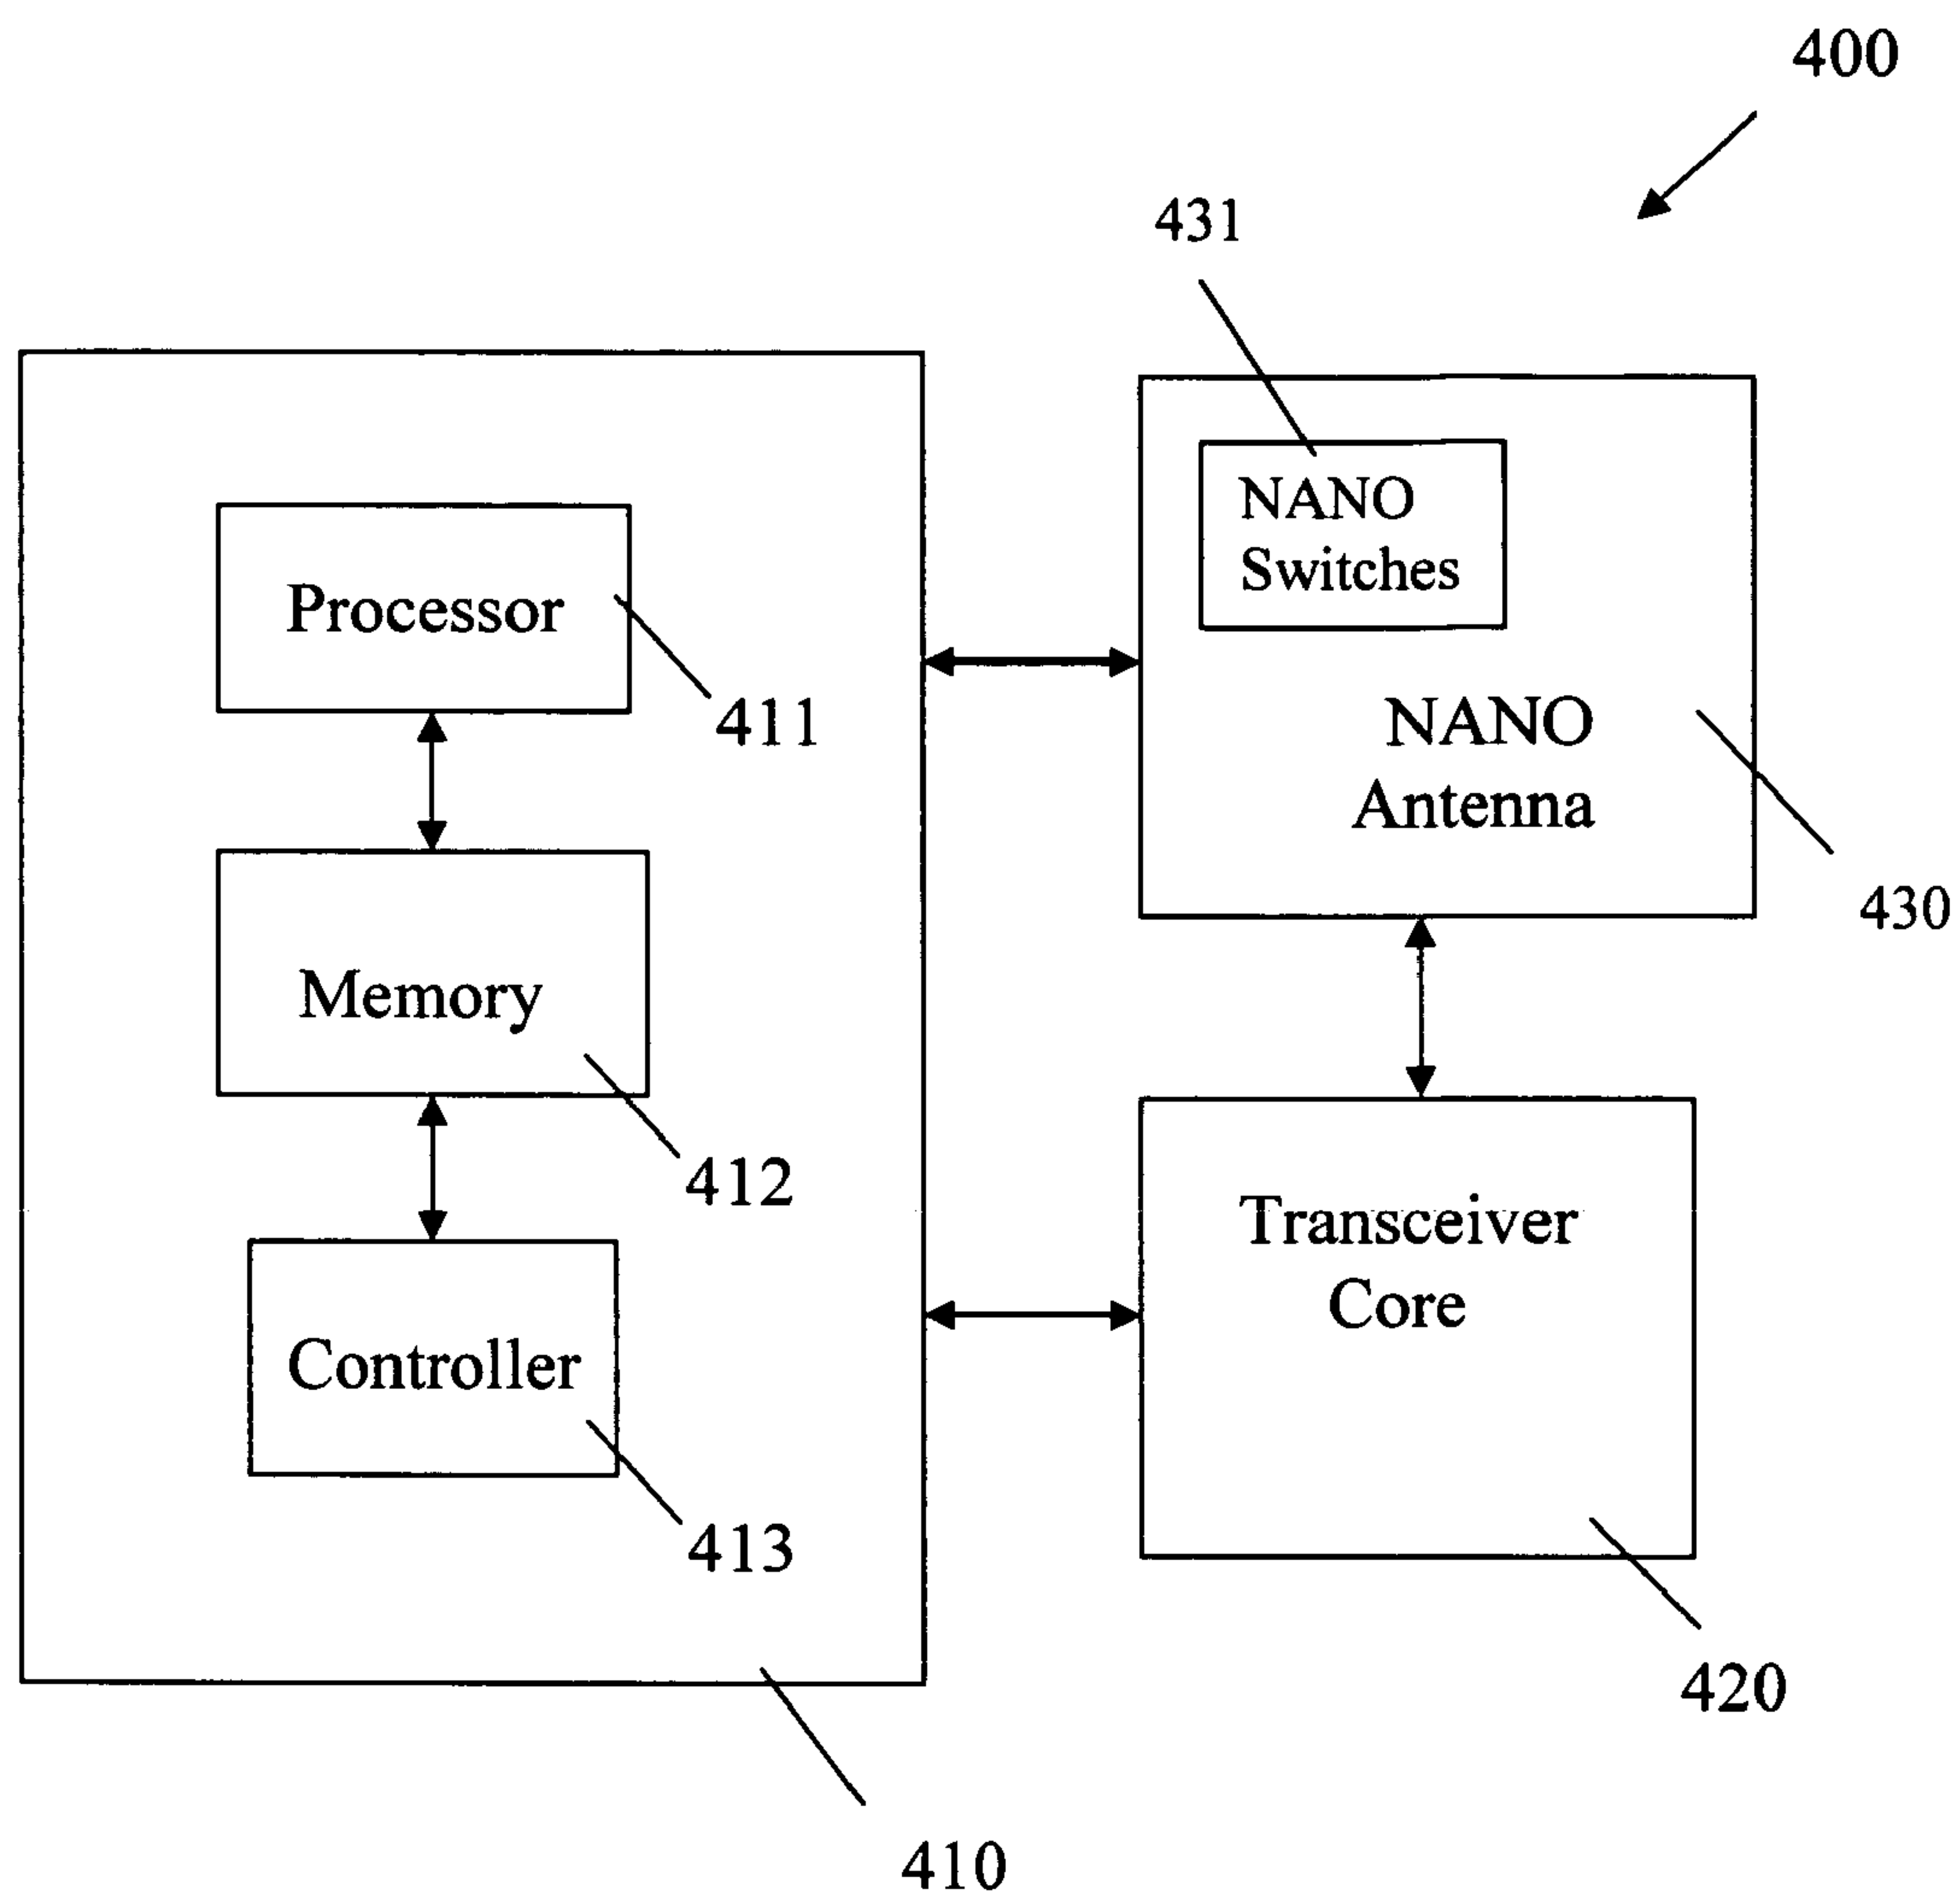 400
431
NANO
Switches
Processor
411
NANO
Antenna
430
Memory
412
Transceiver
Core
Controller
413
420
410